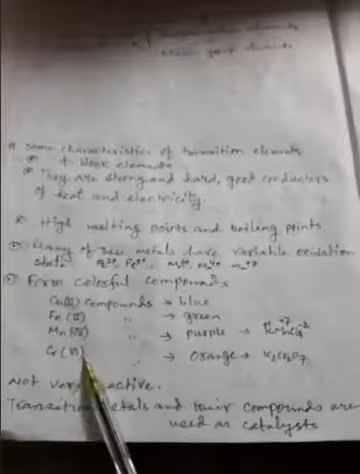 some characteristics of transition elements
block elements
They are strong and hard, good conductors
of heat and electricity.
High melting points and boiling points
Many of these metals have variable oxidation
state
Form colorful compounds
Cu(II) compounds → blue
Fe(II) " → green
Mn " → purple →
Cr(VI) " → orange → K2Cr2O7
Not very active.
Transition metals and their compounds are
used as catalysts